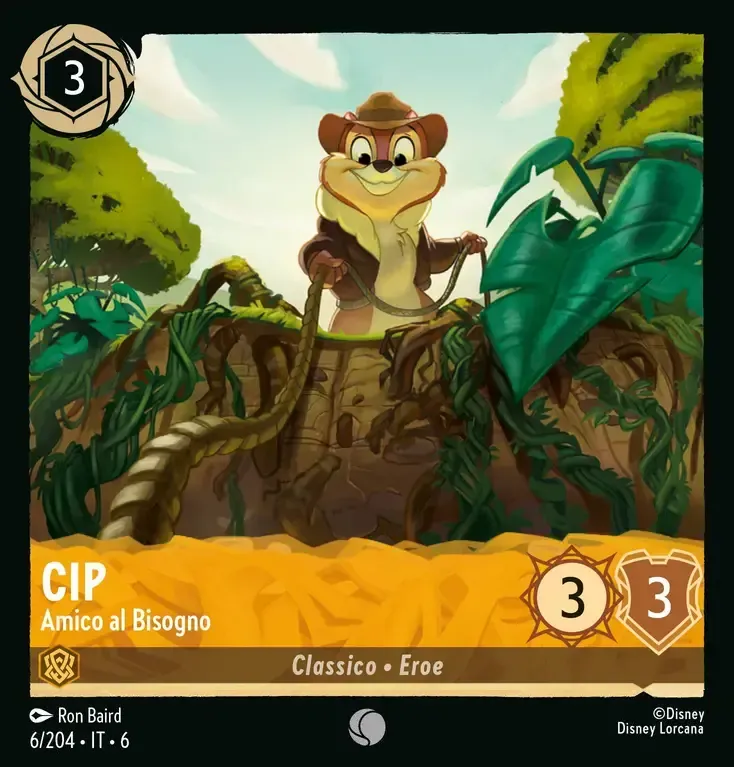 3
CIP
Amico al Bisogno
3
3
Classico • Eroe
Ron Baird
6/204 • IT • 6
©Disney
Disney Lorcana